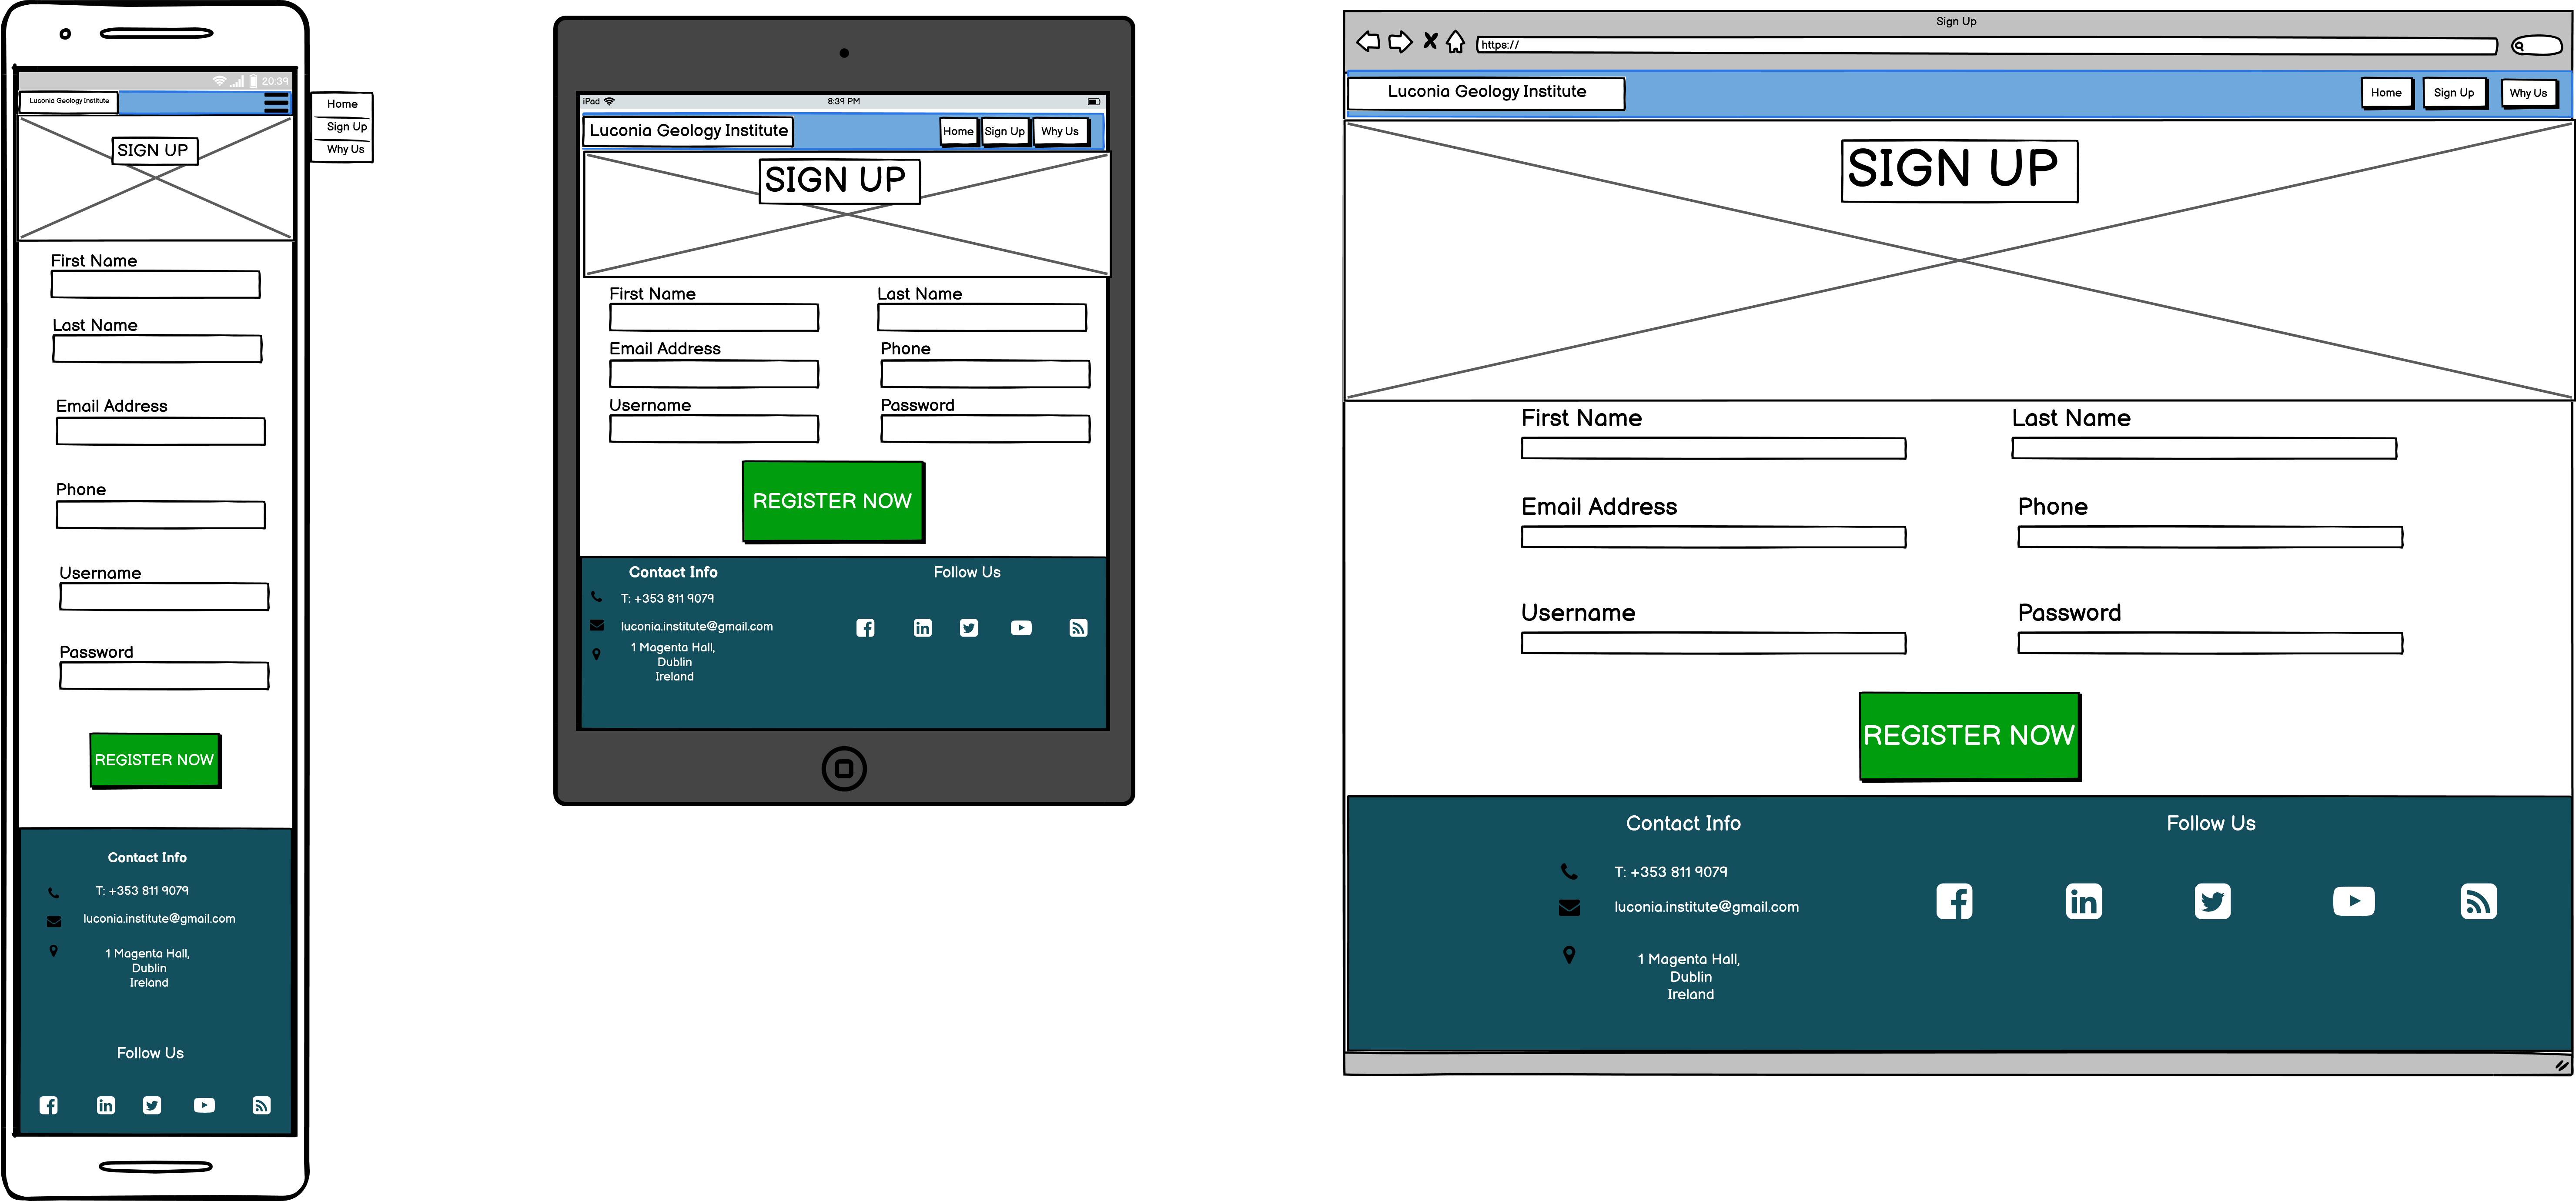 20:39
Luconia Geology Institute
Home
Sign Up
Why Us
SIGN UP
First Name
Last Name
Email Address
Phone
Username
Password
REGISTER NOW
Contact Info
T: +353 811 9079
luconia.institute@gmail.com
1 Magenta Hall,
Dublin
Ireland
Follow Us
iPad
8:39 PM
Luconia Geology Institute
Home
Sign Up
Why Us
SIGN UP
First Name
Last Name
Email Address
Phone
Username
Password
REGISTER NOW
Contact Info
Follow Us
T: +353 811 9079
luconia.institute@gmail.com
1 Magenta Hall,
Dublin
Ireland
Sign Up
https://
Luconia Geology Institute
Home
Sign Up
Why Us
SIGN UP
First Name
Last Name
Email Address
Phone
Username
Password
REGISTER NOW
Contact Info
Follow Us
T: +353 811 9079
luconia.institute@gmail.com
1 Magenta Hall,
Dublin
Ireland